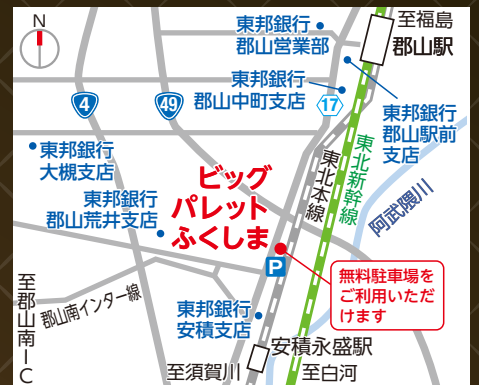 N
東邦銀行
郡山営業部
至福島
郡山駅
東邦銀行
郡山中町支店
17
4
49
東邦銀行
郡山駅前
支店
東邦銀行
大槻支店
ビッグ
パレット
ふくしま
東北本線
東北新幹線
阿武隈川
東邦銀行
郡山荒井支店
P
無料駐車場を
ご利用いただ
けます
至郡山南IC
郡山南インター線
東邦銀行
安積支店
安積永盛駅
至須賀川
至白河